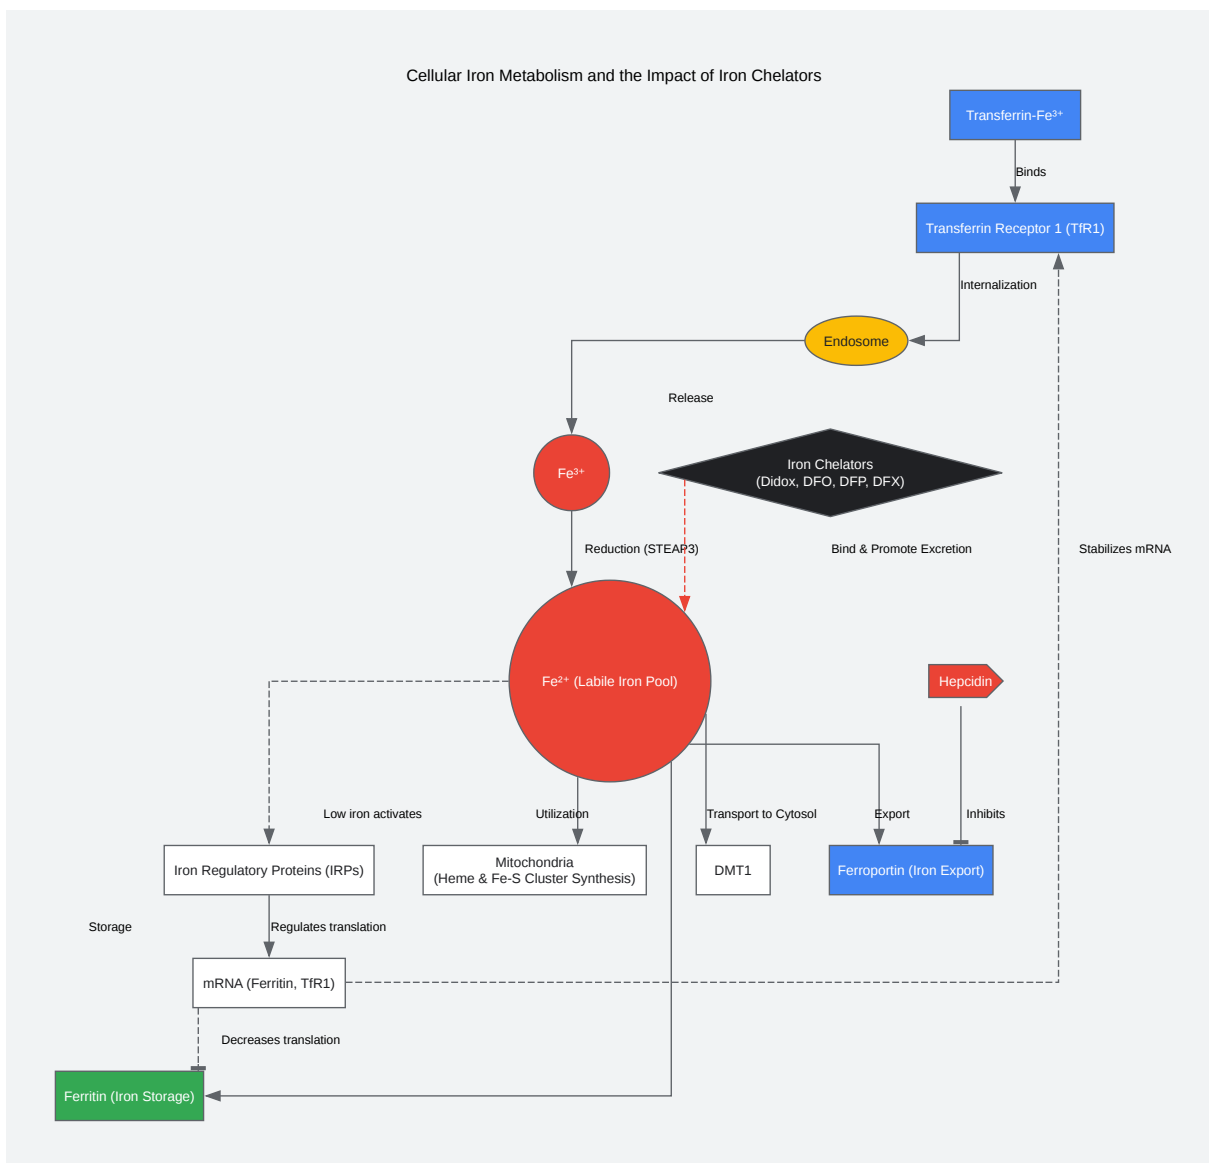 Cellular Iron Metabolism and the Impact of Iron Chelators
Transferrin-Fe³⁺
Binds
Transferrin Receptor 1 (TfR1)
Internalization
Endosome
Release
Fe³⁺
Iron Chelators
(Didox, DFO, DFP, DFX)
Reduction (STEAP3)
Bind & Promote Excretion
Stabilizes mRNA
Fe²⁺ (Labile Iron Pool)
Hepcidin
Low iron activates
Utilization
Transport to Cytosol
Export
Inhibits
Iron Regulatory Proteins (IRPs)
Mitochondria
(Heme & Fe-S Cluster Synthesis)
DMT1
Ferroportin (Iron Export)
Storage
Regulates translation
mRNA (Ferritin, TfR1)
Decreases translation
Ferritin (Iron Storage)